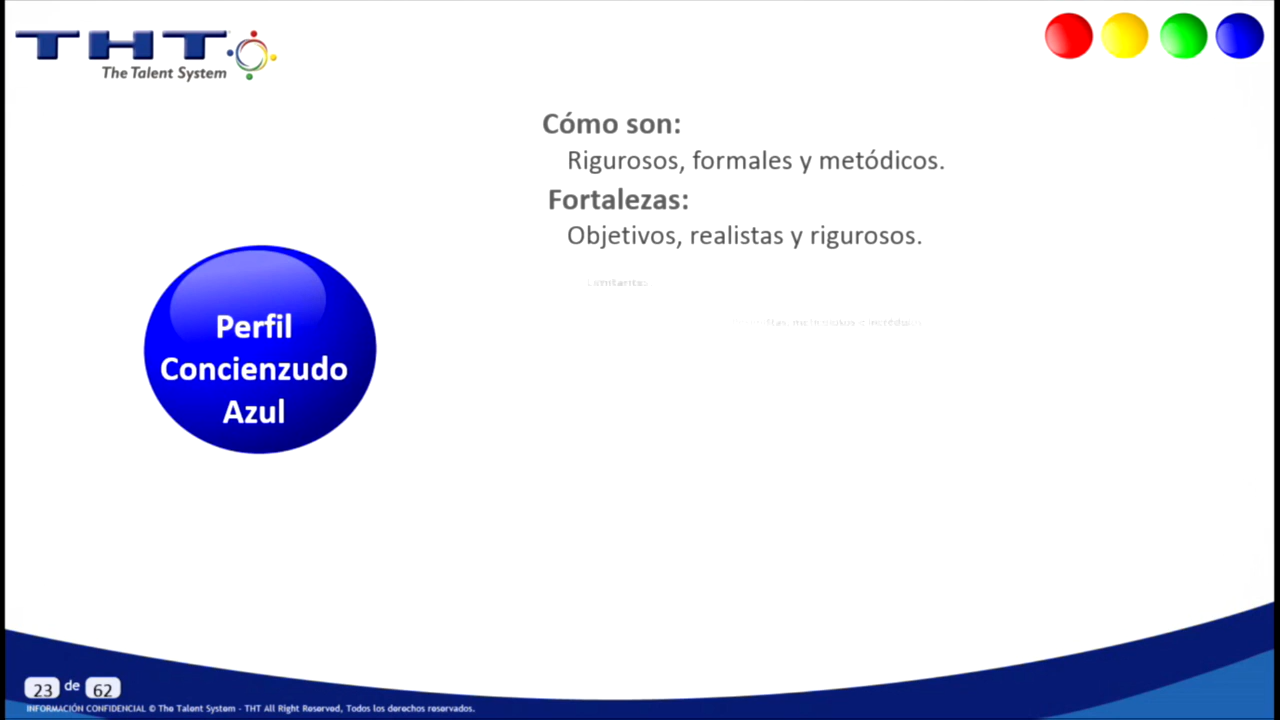 THT
The Talent System
Cómo son:
Rigurosos, formales y metódicos.
Fortalezas:
Objetivos, realistas y rigurosos.
Perfil
Concienzudo
Azul
23 de 62
INFORMACIÓN CONFIDENCIAL © The Talent System - THT All Right Reserved, Todos los derechos reservados.